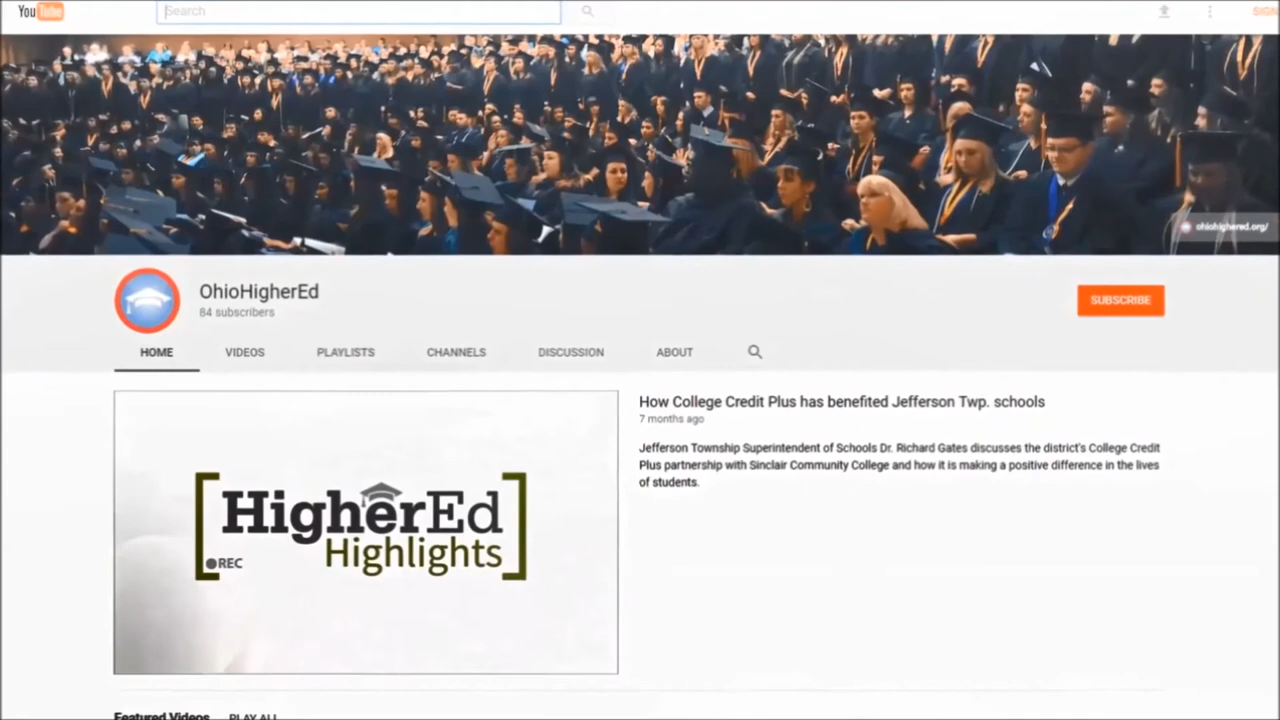 YouTube
Search
SIGN
ohiohighered.org/
OhioHigherEd
84 subscribers
SUBSCRIBE
HOME
VIDEOS
PLAYLISTS
CHANNELS
DISCUSSION
ABOUT
HigherEd
Highlights
REC
How College Credit Plus has benefited Jefferson Twp. schools
7 months ago
Jefferson Township Superintendent of Schools Dr. Richard Gates discusses the district's College Credit
Plus partnership with Sinclair Community College and how it is making a positive difference in the lives
of students.
Featured Videos
PLAY ALL